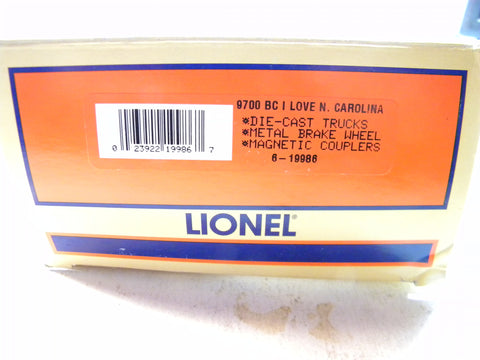 9700 BC I LOVE N. CAROLINA
*DIE-CAST TRUCKS
*METAL BRAKE WHEEL
*MAGNETIC COUPLERS
6-19986
0 23922 19986 7
LIONEL®